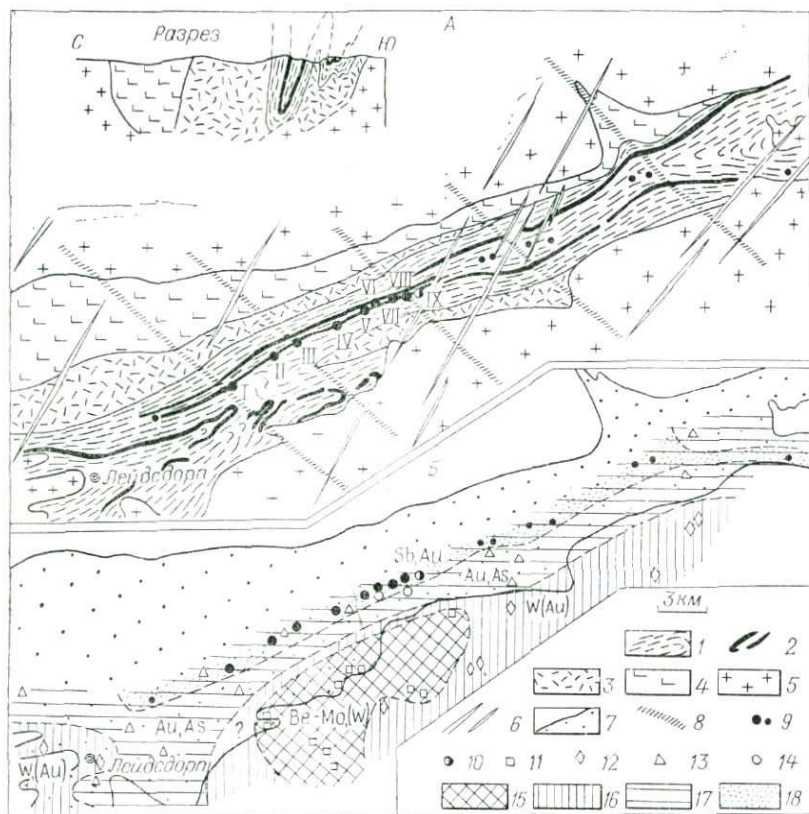 Разрез
С
Ю
А
VI
VIII
IX
V
VII
IV
III
II
I
Лейдсдорп
Б
Sb, Au
Au, As
W(Au)
3 км
Be-Mo,(W)
Au, As
?
Лейдсдорп
W(Au)
1
2
3
4
5
6
7
8
9
10
11
12
13
14
15
16
17
18